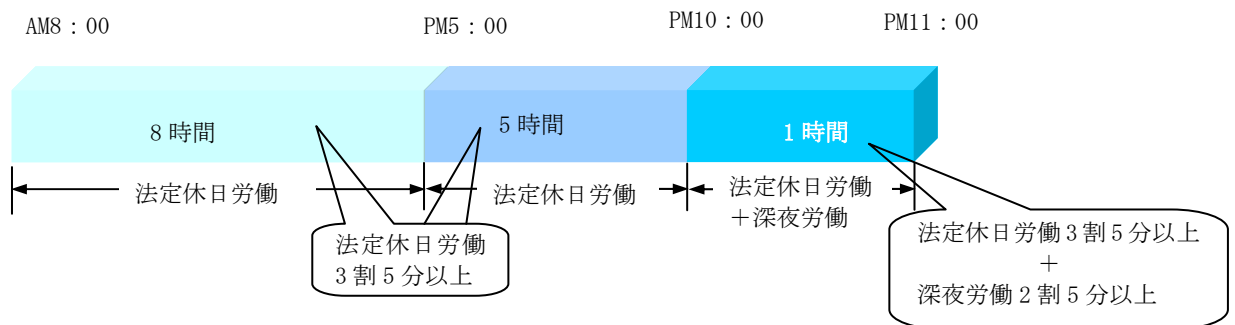 AM8：00
PM5：00
PM10：00
PM11：00
8 時間
5 時間
1 時間
法定休日労働
法定休日労働
法定休日労働
＋深夜労働
法定休日労働
3 割 5 分以上
法定休日労働 3 割 5 分以上
＋
深夜労働 2 割 5 分以上